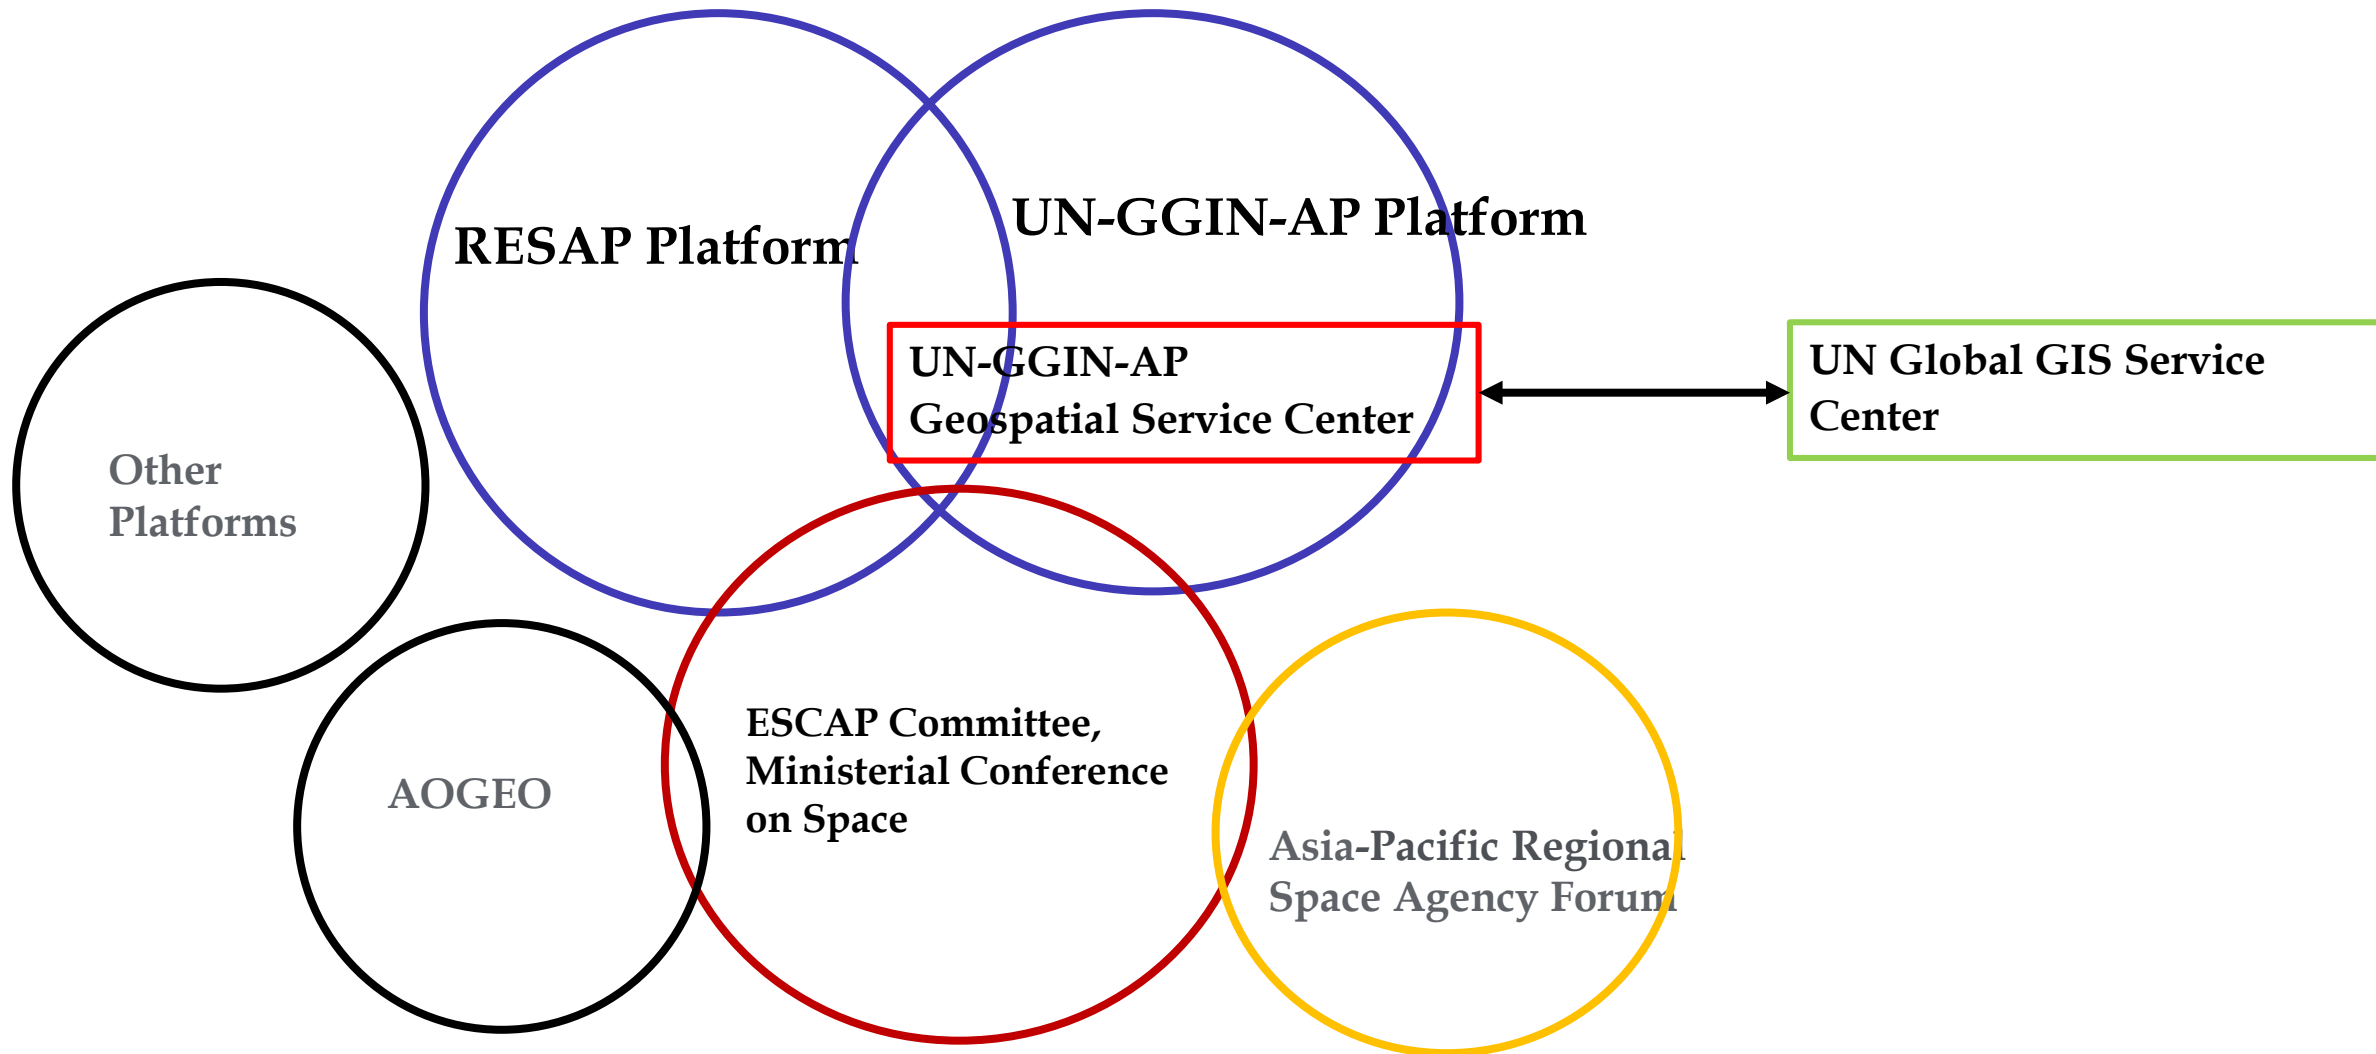 RESAP Platform
UN-GGIN-AP Platform
UN-GGIN-AP
Geospatial Service Center
UN Global GIS Service
Center
Other
Platforms
AOGEO
ESCAP Committee,
Ministerial Conference
on Space
Asia-Pacific Regional
Space Agency Forum